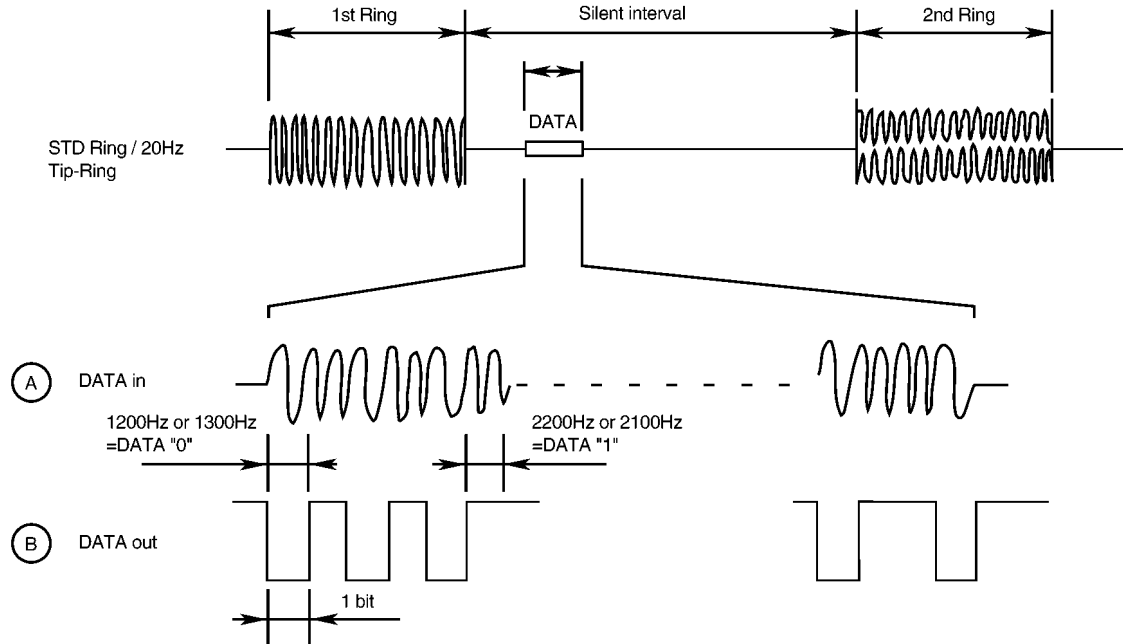 1st Ring
Silent interval
2nd Ring
DATA
STD Ring / 20Hz
Tip-Ring
A
DATA in
1200Hz or 1300Hz
=DATA "0"
2200Hz or 2100Hz
=DATA "1"
B
DATA out
1 bit